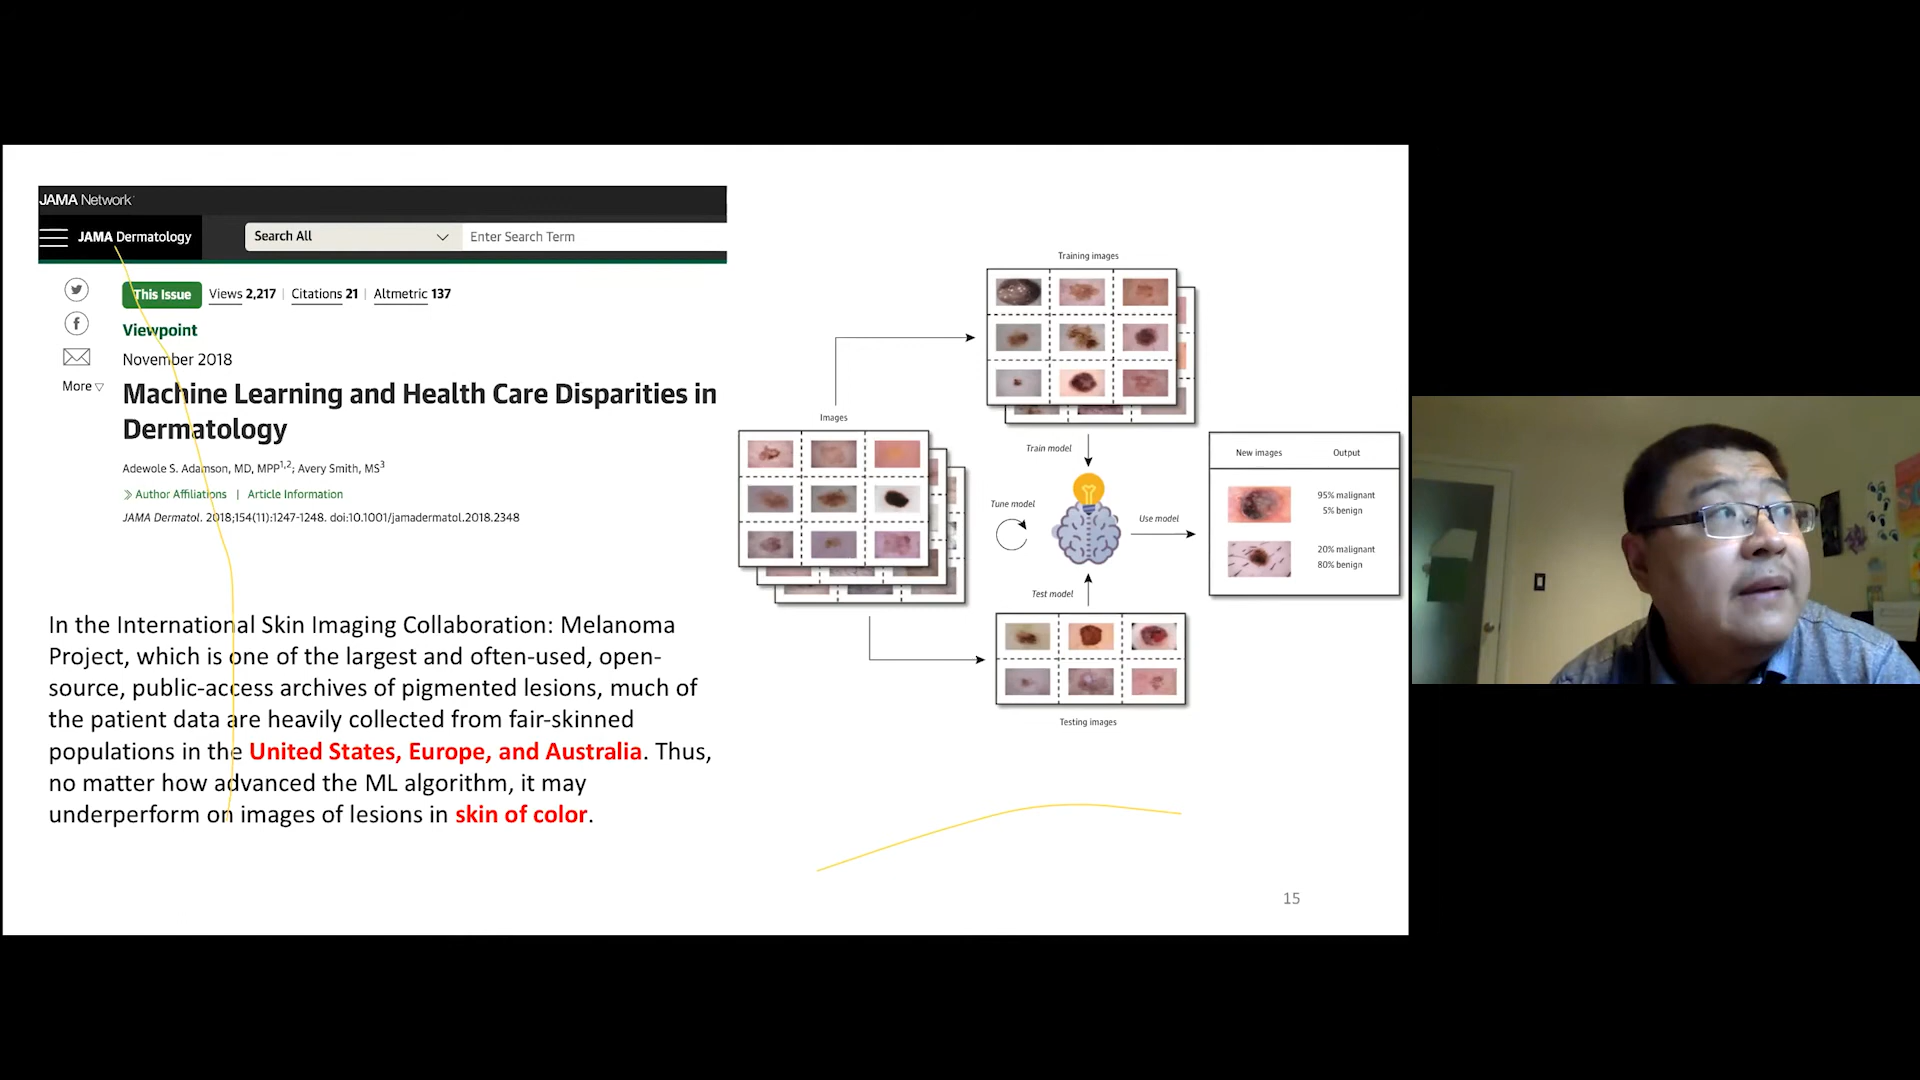 JAMA Network
JAMA Dermatology
Search All
Enter Search Term
This Issue
Views 2,217 | Citations 21 | Altmetric 137
Viewpoint
November 2018
More
Machine Learning and Health Care Disparities in
Dermatology
Adewole S. Adamson, MD, MPP1,2; Avery Smith, MS3
Author Affiliations | Article Information
JAMA Dermatol. 2018;154(11):1247-1248. doi:10.1001/jamadermatol.2018.2348
In the International Skin Imaging Collaboration: Melanoma
Project, which is one of the largest and often-used, open-
source, public-access archives of pigmented lesions, much of
the patient data are heavily collected from fair-skinned
populations in the United States, Europe, and Australia. Thus,
no matter how advanced the ML algorithm, it may
underperform on images of lesions in skin of color.
Training images
Images
Train model
Tune model
Use model
Test model
Testing images
New images
Output
95% malignant
5% benign
20% malignant
80% benign
15